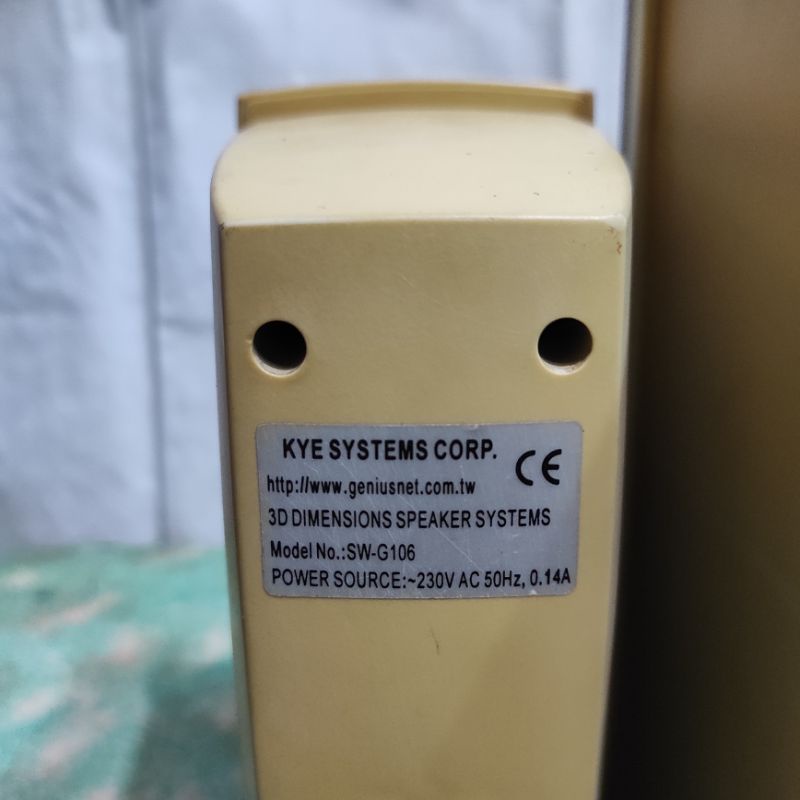 KYE SYSTEMS CORP. CE
http://www.geniusnet.com.tw
3D DIMENSIONS SPEAKER SYSTEMS
Model No.:SW-G106
POWER SOURCE:~230V AC 50Hz, 0.14A